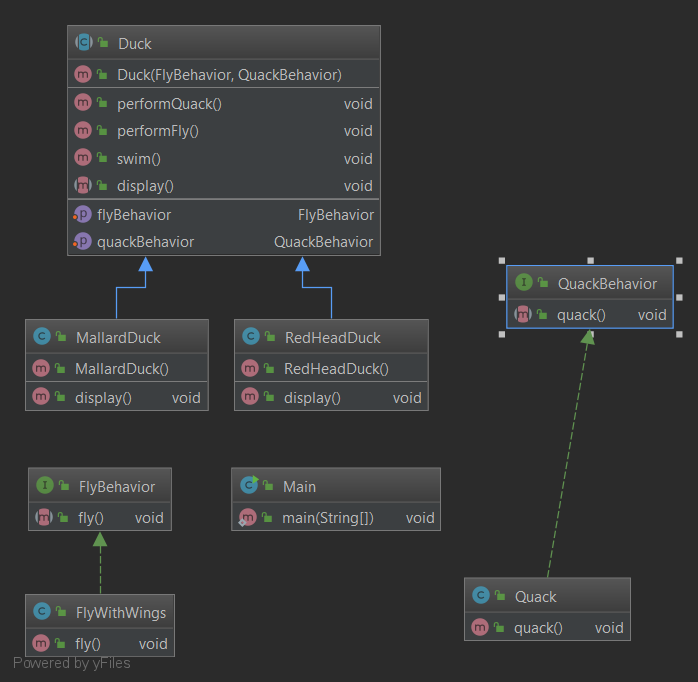 Duck
Duck(FlyBehavior, QuackBehavior)
performQuack() void
performFly() void
swim() void
display() void
flyBehavior FlyBehavior
quackBehavior QuackBehavior
QuackBehavior
quack() void
MallardDuck
MallardDuck()
display() void
RedHeadDuck
RedHeadDuck()
display() void
FlyBehavior
fly() void
Main
main(String[]) void
FlyWithWings
fly() void
Quack
quack() void
Powered by yFiles